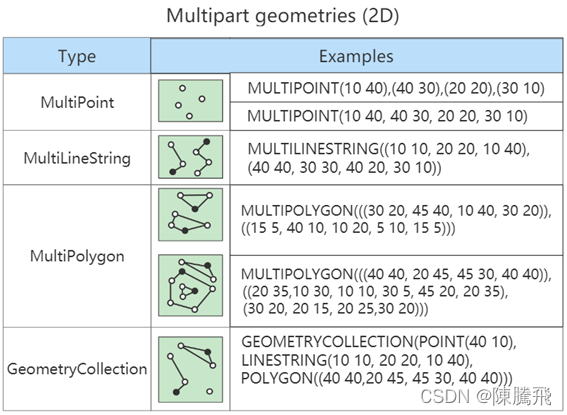 Multipart geometries (2D)
Type
Examples
MultiPoint
MULTIPOINT(10 40),(40 30),(20 20),(30 10)
MULTIPOINT(10 40, 40 30, 20 20, 30 10)
MultiLineString
MULTILINESTRING((10 10, 20 20, 10 40),
(40 40, 30 30, 40 20, 30 10))
MultiPolygon
MULTIPOLYGON(((30 20, 45 40, 10 40, 30 20)),
((15 5, 40 10, 10 20, 5 10, 15 5)))
MULTIPOLYGON(((40 40, 20 45, 45 30, 40 40)),
((20 35,10 30, 10 10, 30 5, 45 20, 20 35),
(30 20, 20 15, 20 25,30 20)))
GeometryCollection
GEOMETRYCOLLECTION(POINT(40 10),
LINESTRING(10 10, 20 20, 10 40),
POLYGON((40 40,20 45, 45 30, 40 40)))
CSDN @陳騰飛